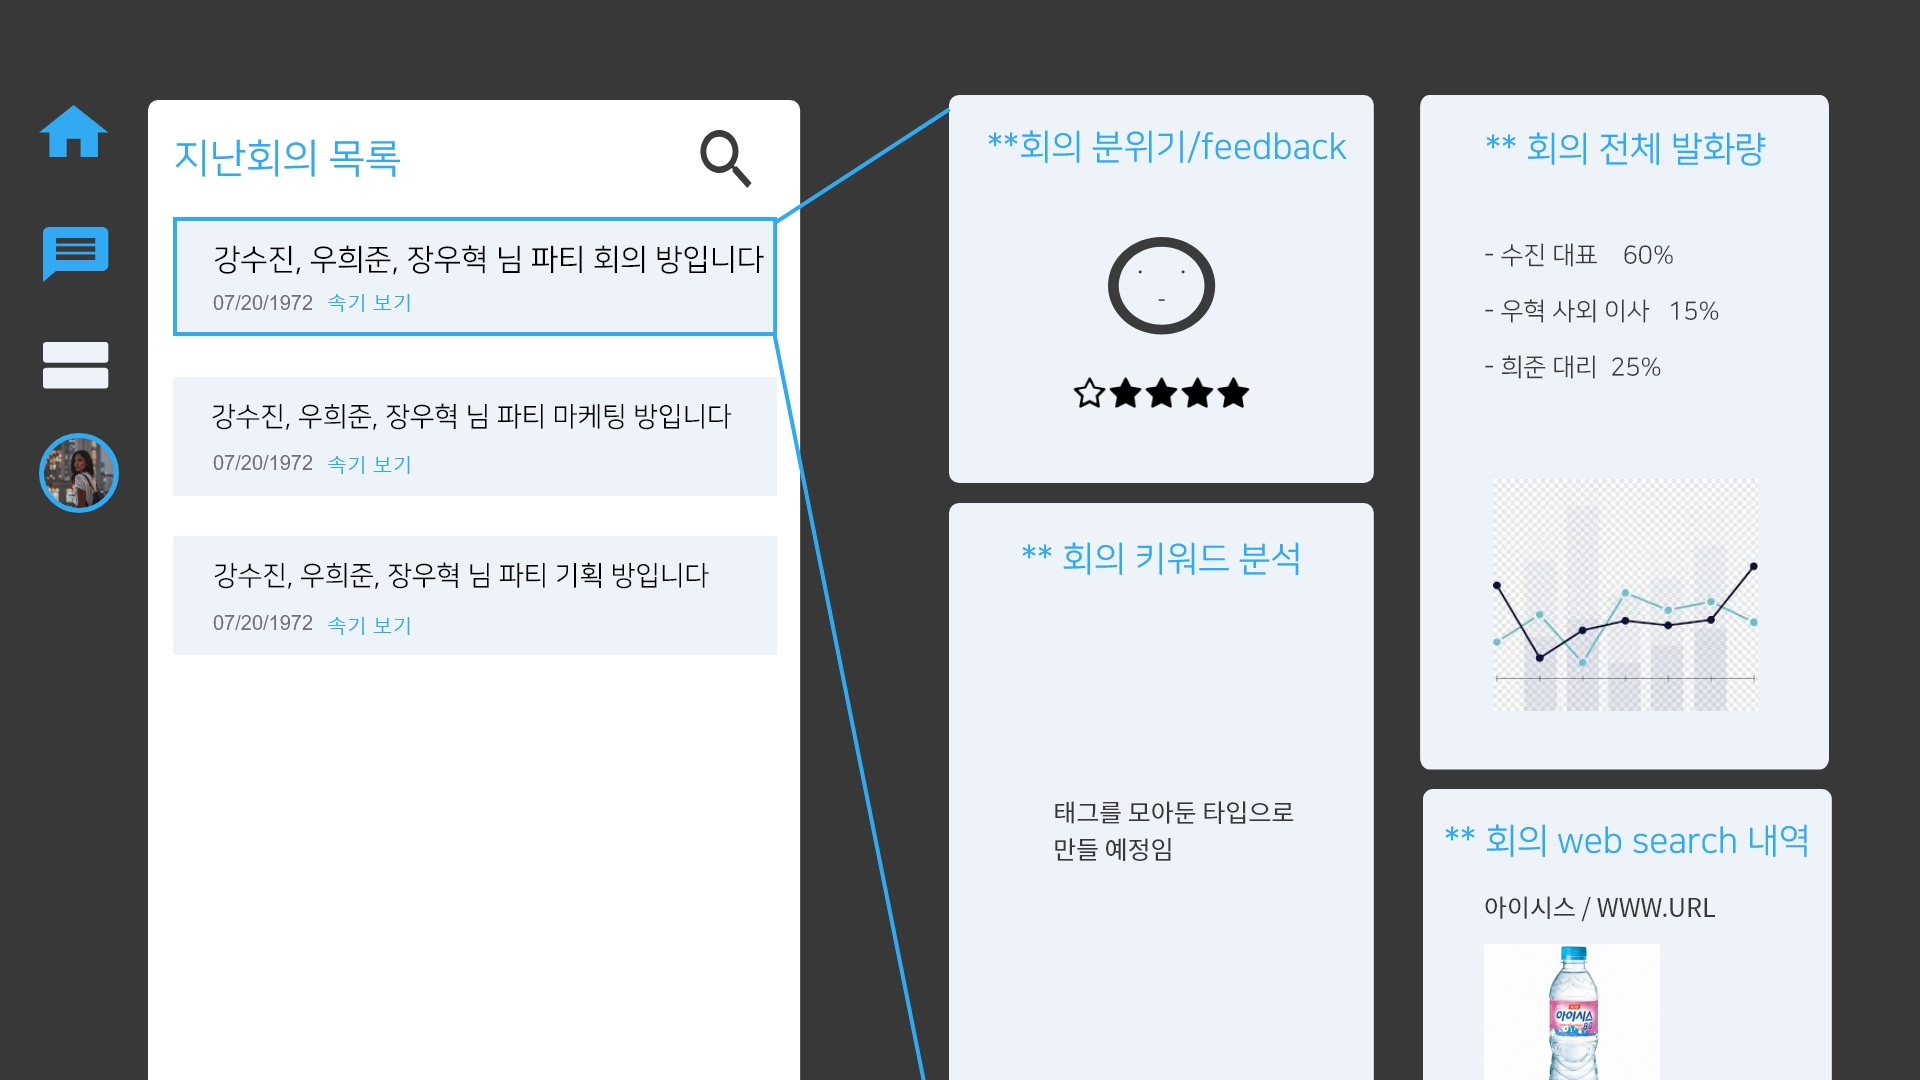 지난회의 목록
강수진, 우희준, 장우혁 님 파티 회의 방입니다
07/20/1972 속기 보기
강수진, 우희준, 장우혁 님 파티 마케팅 방입니다
07/20/1972 속기 보기
강수진, 우희준, 장우혁 님 파티 기획 방입니다
07/20/1972 속기 보기
**회의 분위기/feedback
** 회의 키워드 분석
태그를 모아둔 타입으로
만들 예정임
** 회의 전체 발화량
- 수진 대표 60%
- 우혁 사외 이사 15%
- 희준 대리 25%
** 회의 web search 내역
아이시스 / WWW.URL
아이시스
8.0